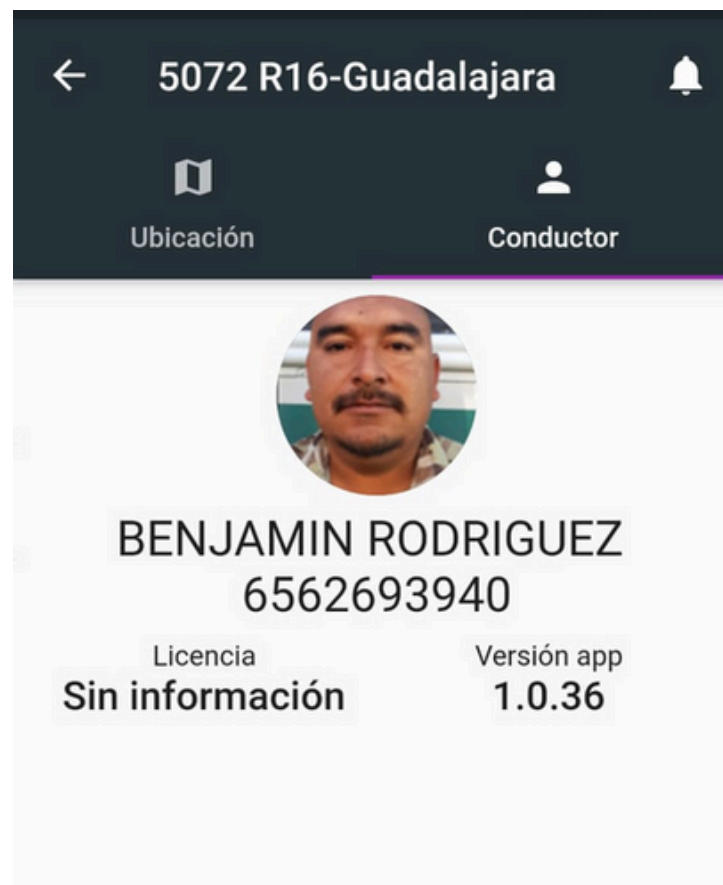 5072 R16-Guadalajara
Ubicación
Conductor
BENJAMIN RODRIGUEZ
6562693940
Licencia
Versión app
Sin información
1.0.36